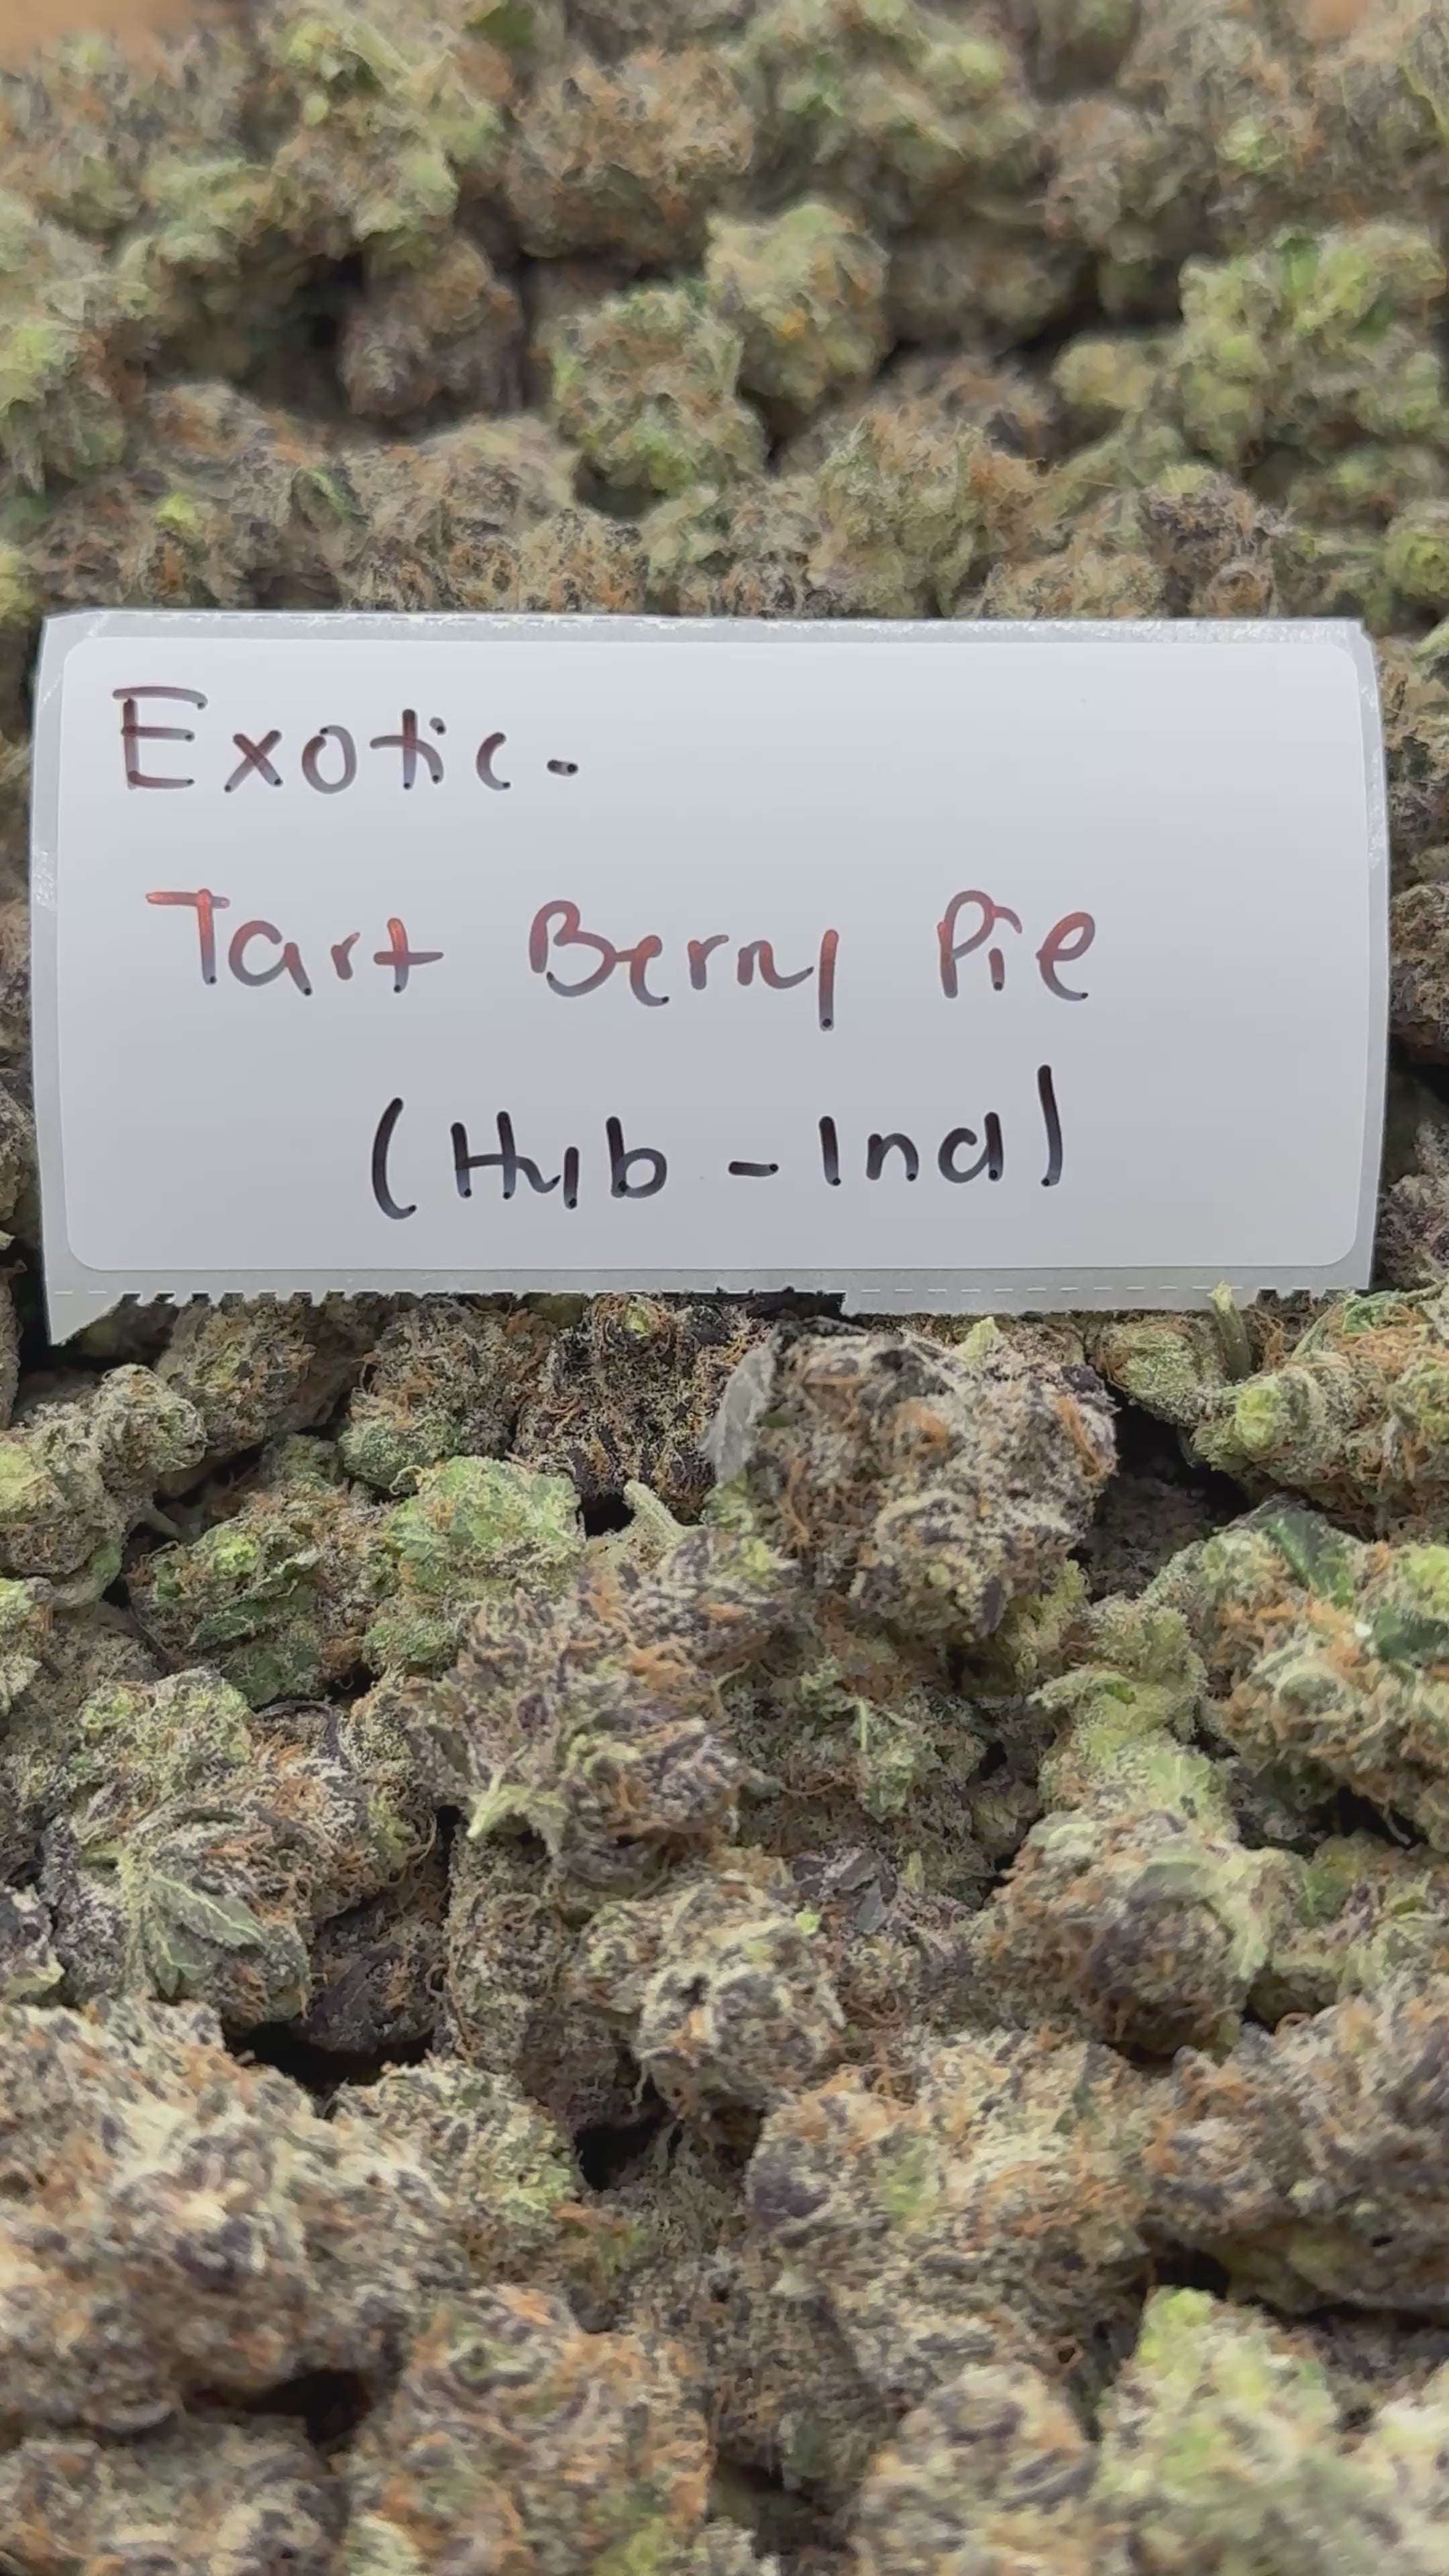 Exotic-
Tart Berry Pie
(Hyb - Ind)